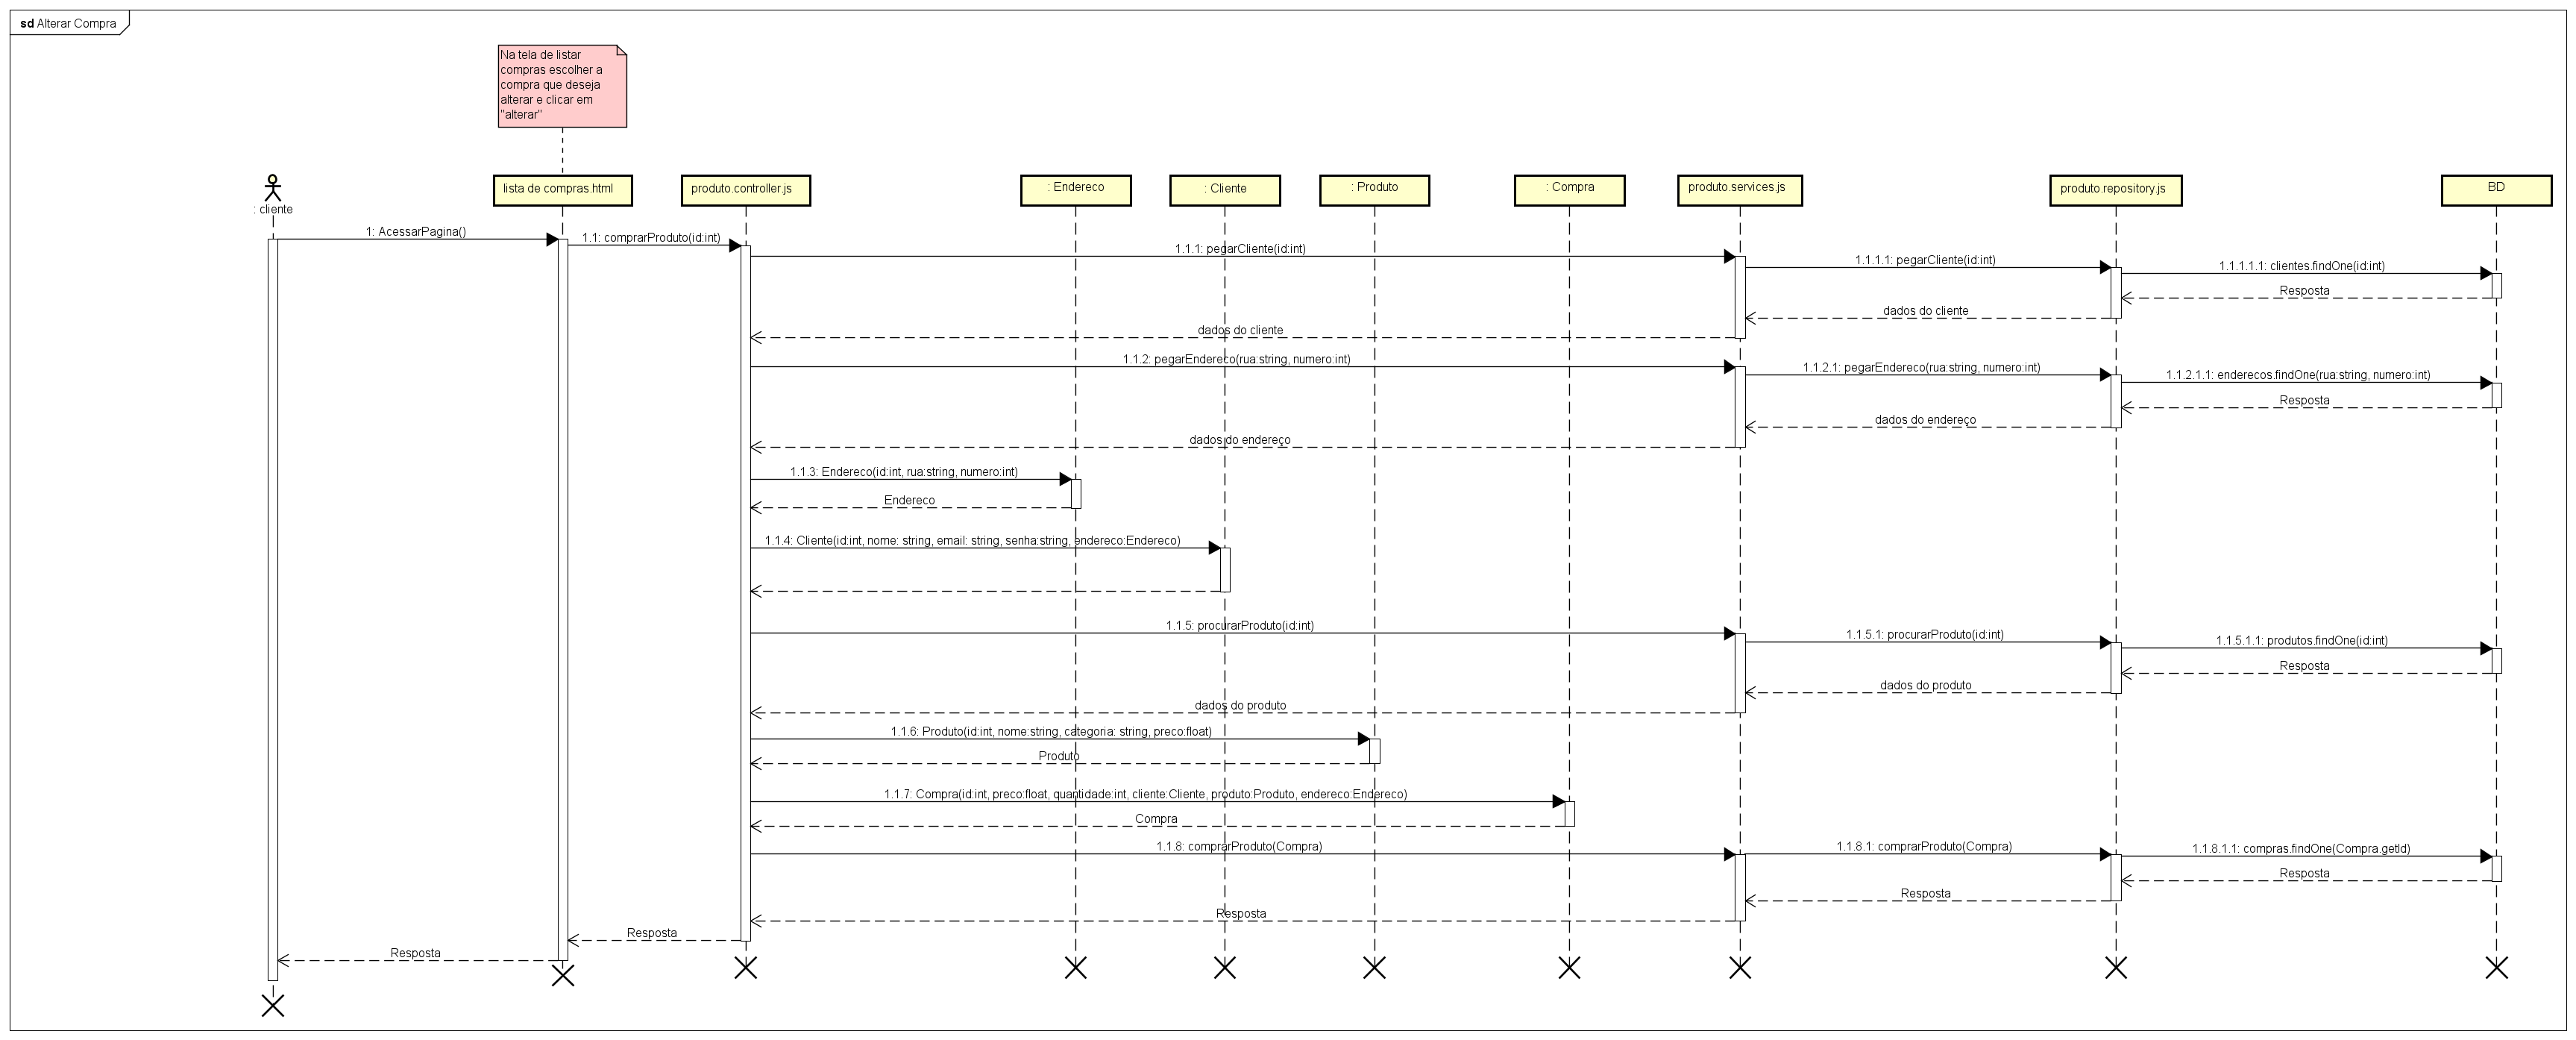 sd Alterar Compra
Na tela de listar
compras escolher a
compra que deseja
alterar e clicar em
"alterar"
: cliente
lista de compras.html
produto.controller.js
: Endereco
: Cliente
: Produto
: Compra
produto.services.js
produto.repository.js
BD
1: AcessarPagina()
1.1: comprarProduto(id:int)
1.1.1: pegarCliente(id:int)
1.1.1.1: pegarCliente(id:int)
1.1.1.1.1: clientes.findOne(id:int)
Resposta
dados do cliente
dados do cliente
1.1.2: pegarEndereco(rua:string, numero:int)
1.1.2.1: pegarEndereco(rua:string, numero:int)
1.1.2.1.1: enderecos.findOne(rua:string, numero:int)
Resposta
dados do endereço
dados do endereço
1.1.3: Endereco(id:int, rua:string, numero:int)
Endereco
1.1.4: Cliente(id:int, nome: string, email: string, senha:string, endereco:Endereco)
1.1.5: procurarProduto(id:int)
1.1.5.1: procurarProduto(id:int)
1.1.5.1.1: produtos.findOne(id:int)
Resposta
dados do produto
dados do produto
1.1.6: Produto(id:int, nome:string, categoria: string, preco:float)
Produto
1.1.7: Compra(id:int, preco:float, quantidade:int, cliente:Cliente, produto:Produto, endereco:Endereco)
Compra
1.1.8: comprarProduto(Compra)
1.1.8.1: comprarProduto(Compra)
1.1.8.1.1: compras.findOne(Compra.getId)
Resposta
Resposta
Resposta
Resposta
Resposta